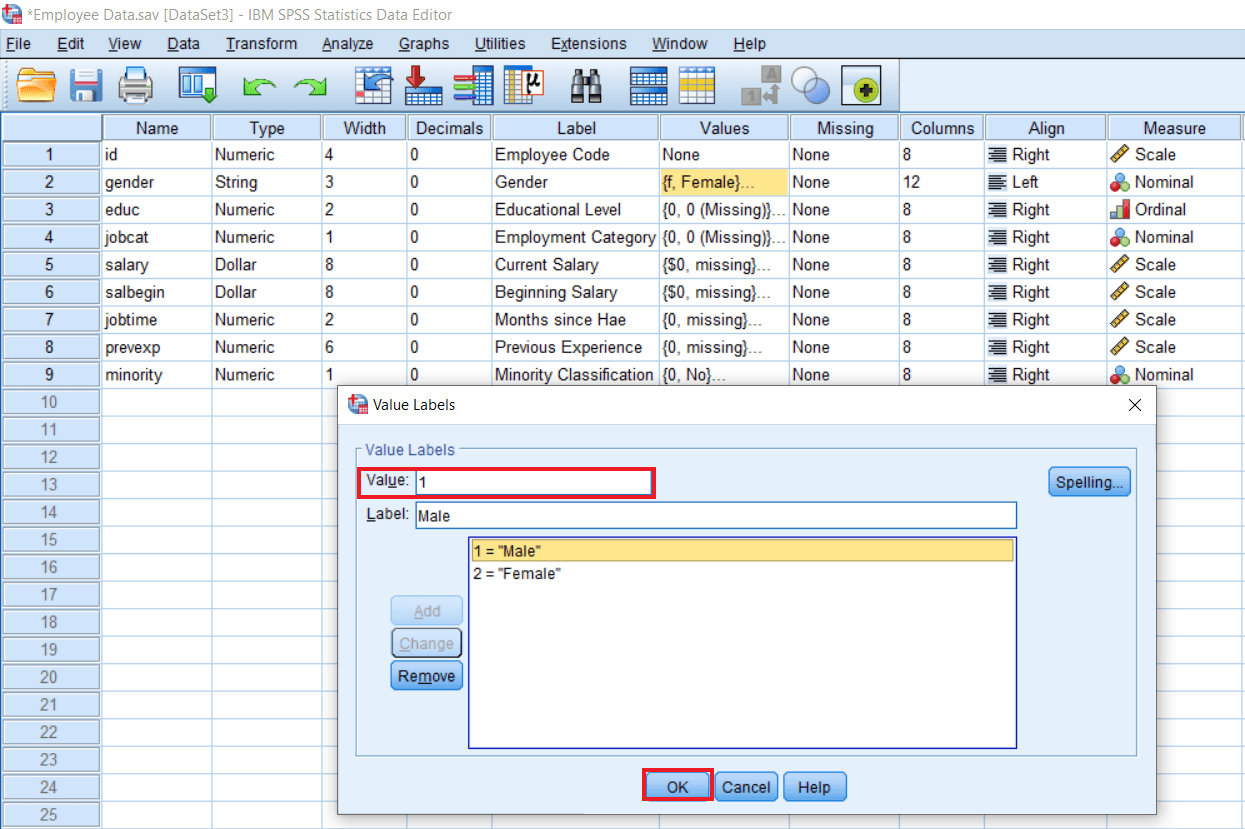 *Employee Data.sav [DataSet3] - IBM SPSS Statistics Data Editor
File Edit View Data Transform Analyze Graphs Utilities Extensions Window Help
Name Type Width Decimals Label Values Missing Columns Align Measure
1 id Numeric 4 0 Employee Code None None 8 Right Scale
2 gender String 3 0 Gender {f, Female}... None 12 Left Nominal
3 educ Numeric 2 0 Educational Level {0, 0 (Missing)}... None 8 Right Ordinal
4 jobcat Numeric 1 0 Employment Category {0, 0 (Missing)}... None 8 Right Nominal
5 salary Dollar 8 0 Current Salary {$0, missing}... None 8 Right Scale
6 salbegin Dollar 8 0 Beginning Salary {$0, missing}... None 8 Right Scale
7 jobtime Numeric 2 0 Months since Hae {0, missing}... None 8 Right Scale
8 prevexp Numeric 6 0 Previous Experience {0, missing}... None 8 Right Scale
9 minority Numeric 1 0 Minority Classification {0, No}... None 8 Right Nominal
10
11
12
13
14
15
16
17
18
19
20
21
22
23
24
25
Value Labels
Value Labels
Value: 1
Spelling...
Label: Male
1 = "Male"
2 = "Female"
Add
Change
Remove
OK Cancel Help